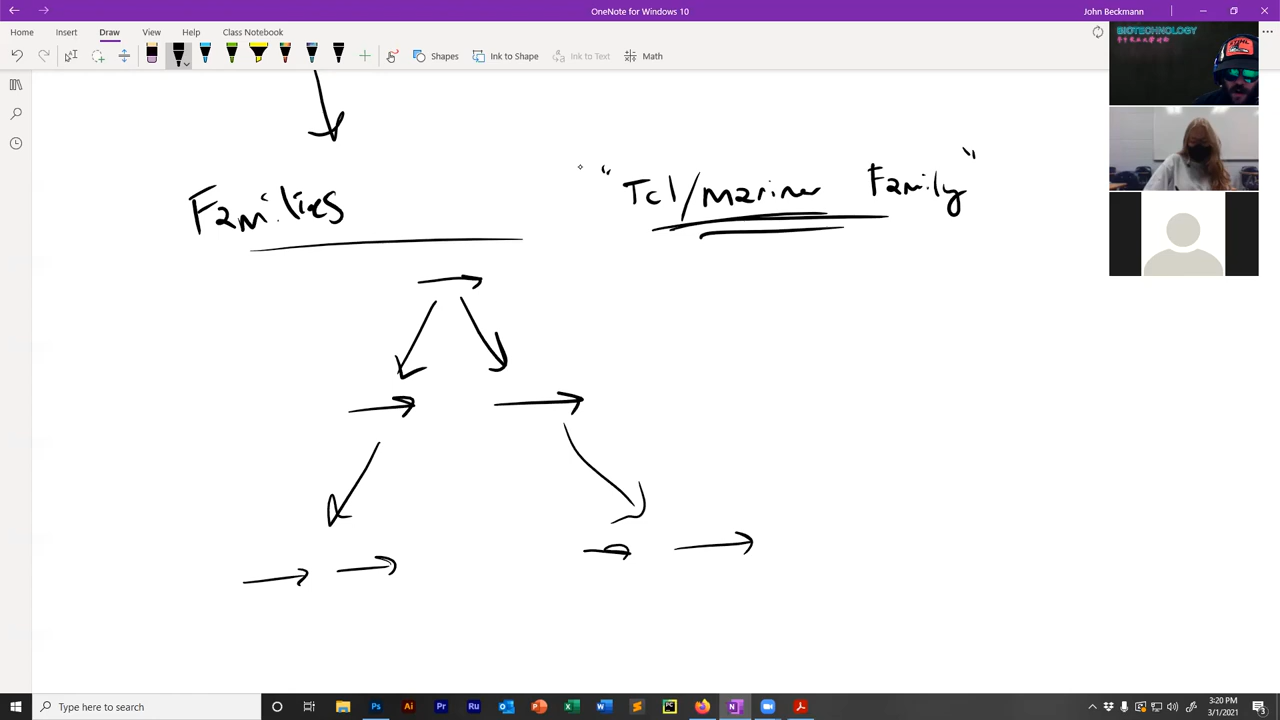 OneNote for Windows 10
John Beckmann
Home Insert Draw View Help Class Notebook
Shapes Ink to Shape Ink to Text Math
BIOTECHNOLOGY
Families
"Tc1/mariner Family"
Type here to search
3:20 PM
3/1/2021